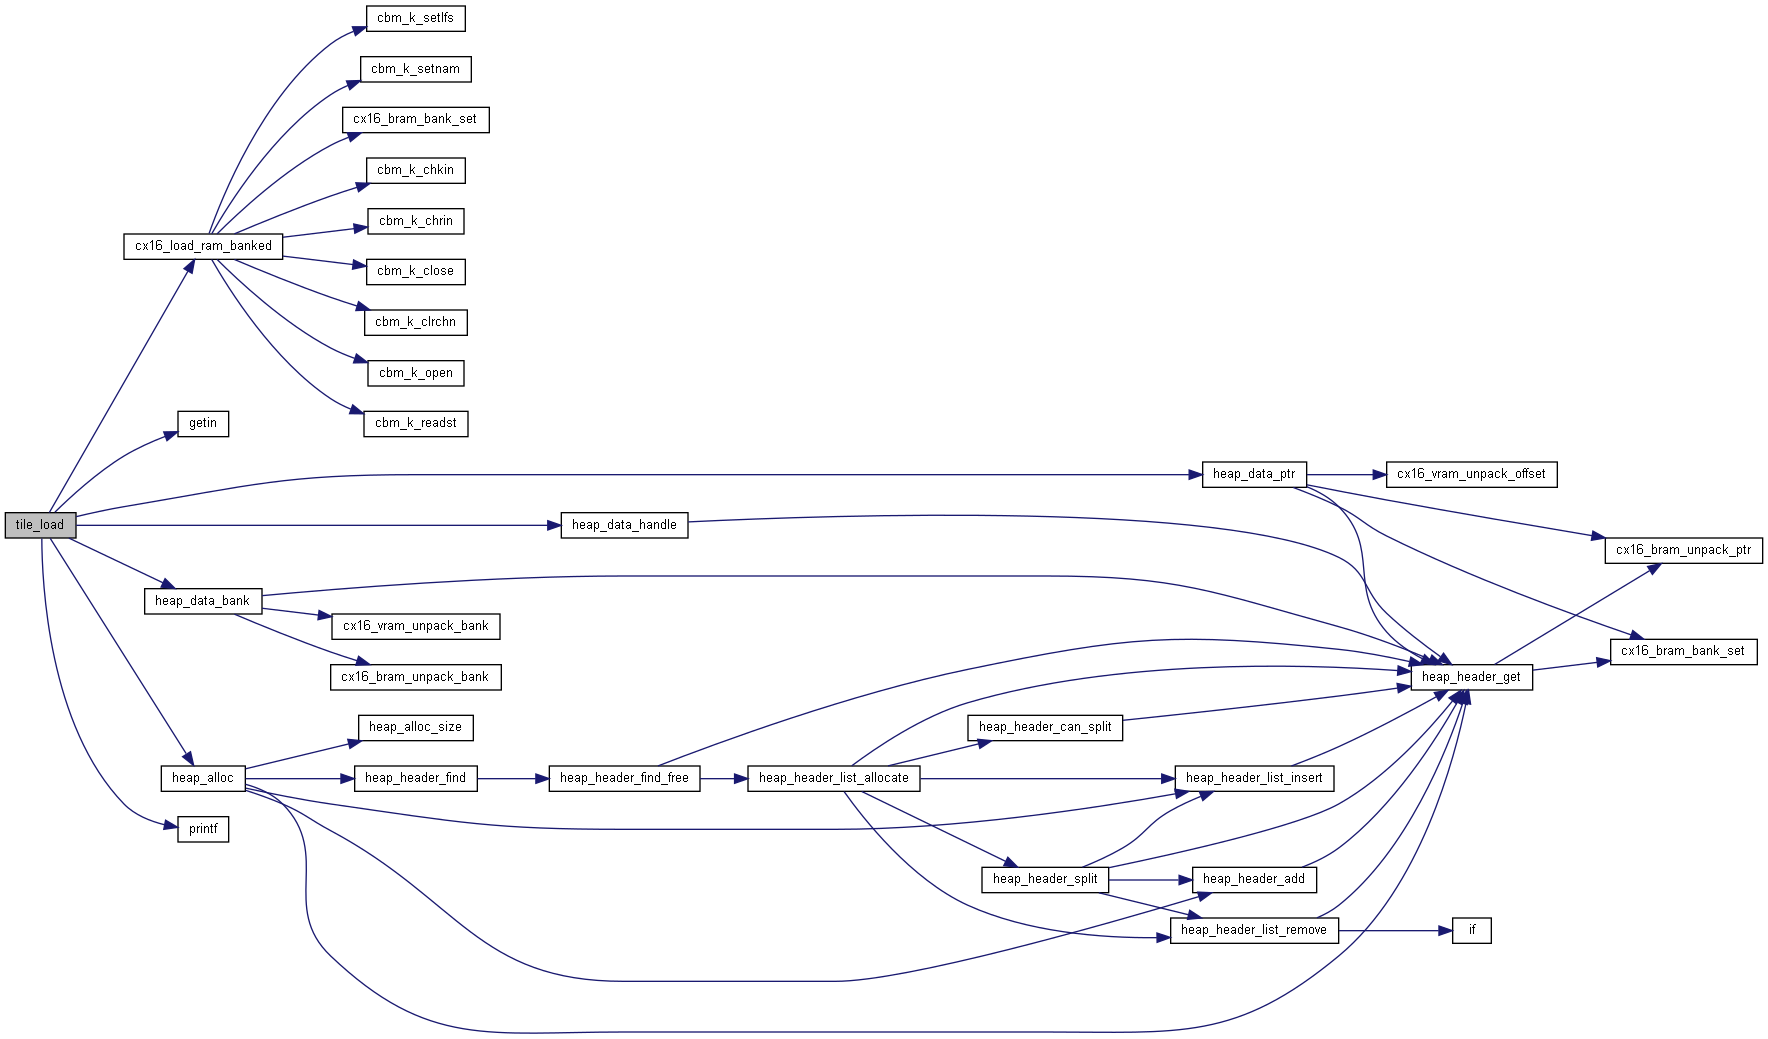 cbm_k_setlfs
cbm_k_setnam
cx16_bram_bank_set
cbm_k_chkin
cbm_k_chrin
cx16_load_ram_banked
cbm_k_close
cbm_k_clrchn
cbm_k_open
cbm_k_readst
getin
heap_data_ptr
cx16_vram_unpack_offset
tile_load
heap_data_handle
cx16_bram_unpack_ptr
heap_data_bank
cx16_vram_unpack_bank
cx16_bram_bank_set
cx16_bram_unpack_bank
heap_header_get
heap_alloc_size
heap_header_can_split
heap_alloc
heap_header_find
heap_header_find_free
heap_header_list_allocate
heap_header_list_insert
printf
heap_header_split
heap_header_add
heap_header_list_remove
if